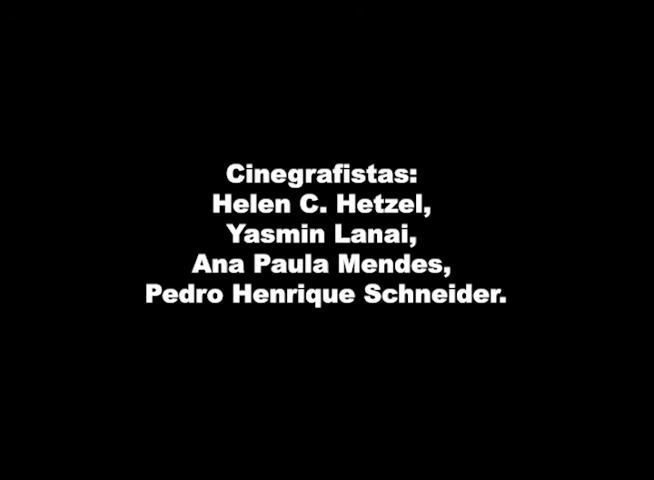 Cinegrafistas:
Helen C. Hetzel,
Yasmin Lanai,
Ana Paula Mendes,
Pedro Henrique Schneider.